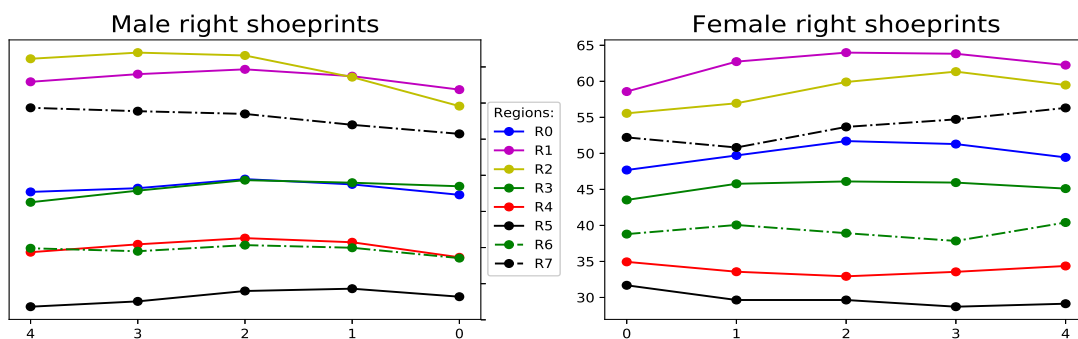 Male right shoeprints
4 3 2 1 0
Regions:
R0
R1
R2
R3
R4
R5
R6
R7
Female right shoeprints
65
60
55
50
45
40
35
30
0 1 2 3 4